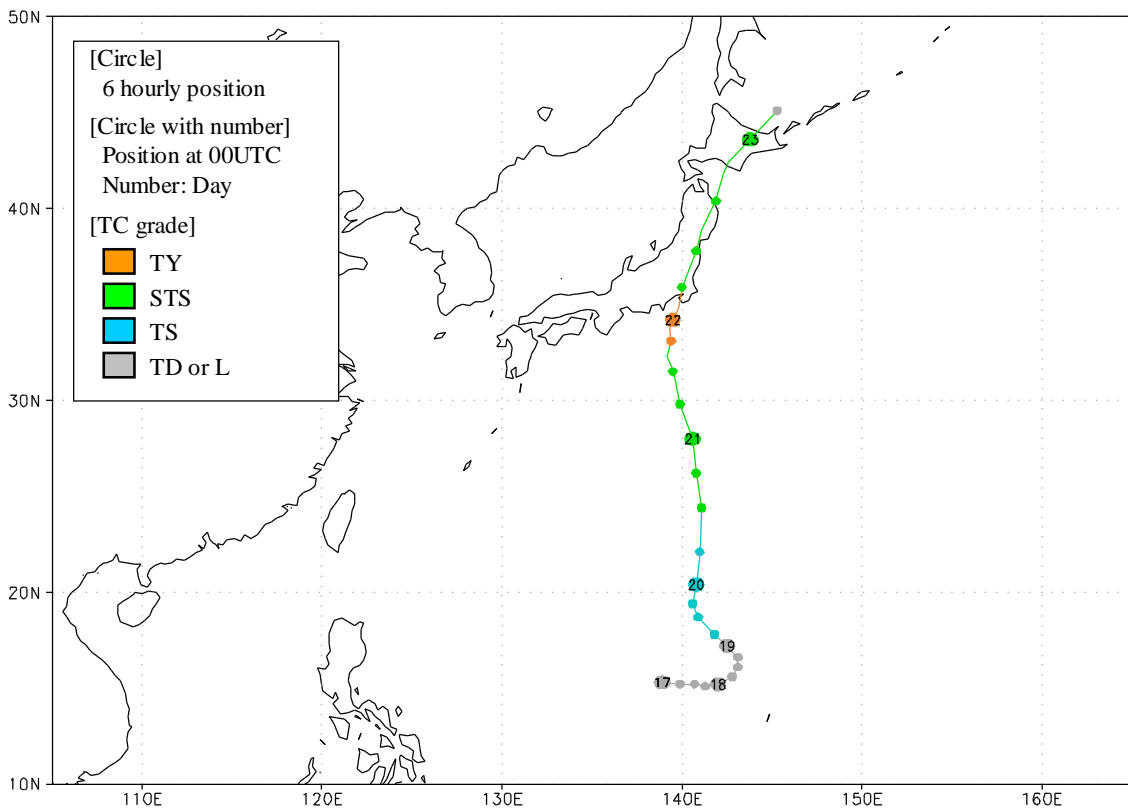 50N
[Circle]
6 hourly position
[Circle with number]
Position at 00UTC
Number: Day
[TC grade]
TY
STS
TS
TD or L
23
40N
22
30N
21
20N
20
19
17
18
10N
110E
120E
130E
140E
150E
160E